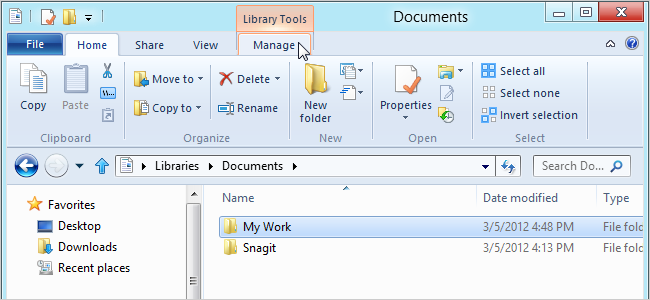 Library Tools
Documents
File Home Share View Manage
Copy
Paste
Move to
Copy to
Delete
Rename
New
folder
Properties
Select all
Select none
Invert selection
Clipboard Organize New Open Select
Libraries Documents
Search Do...
Name Date modified Type
Favorites
Desktop
Downloads
Recent places
My Work 3/5/2012 4:48 PM File fold
Snagit 3/5/2012 4:13 PM File fold